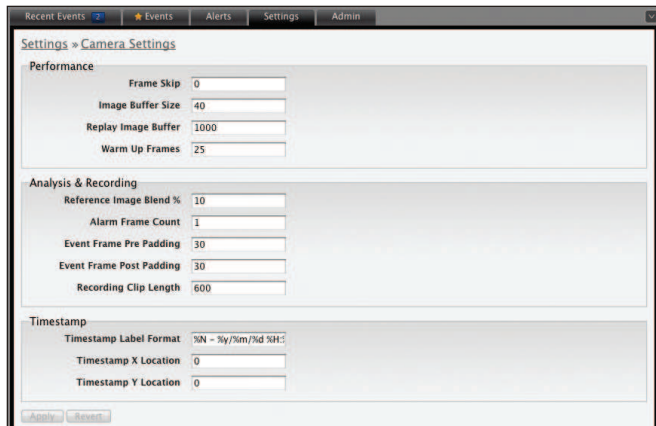 Recent Events 2 Events Alerts Settings Admin
Settings » Camera Settings
Performance
Frame Skip 0
Image Buffer Size 40
Replay Image Buffer 1000
Warm Up Frames 25
Analysis & Recording
Reference Image Blend % 10
Alarm Frame Count 1
Event Frame Pre Padding 30
Event Frame Post Padding 30
Recording Clip Length 600
Timestamp
Timestamp Label Format %N - %y/%m/%d %H:
Timestamp X Location 0
Timestamp Y Location 0
Apply Revert